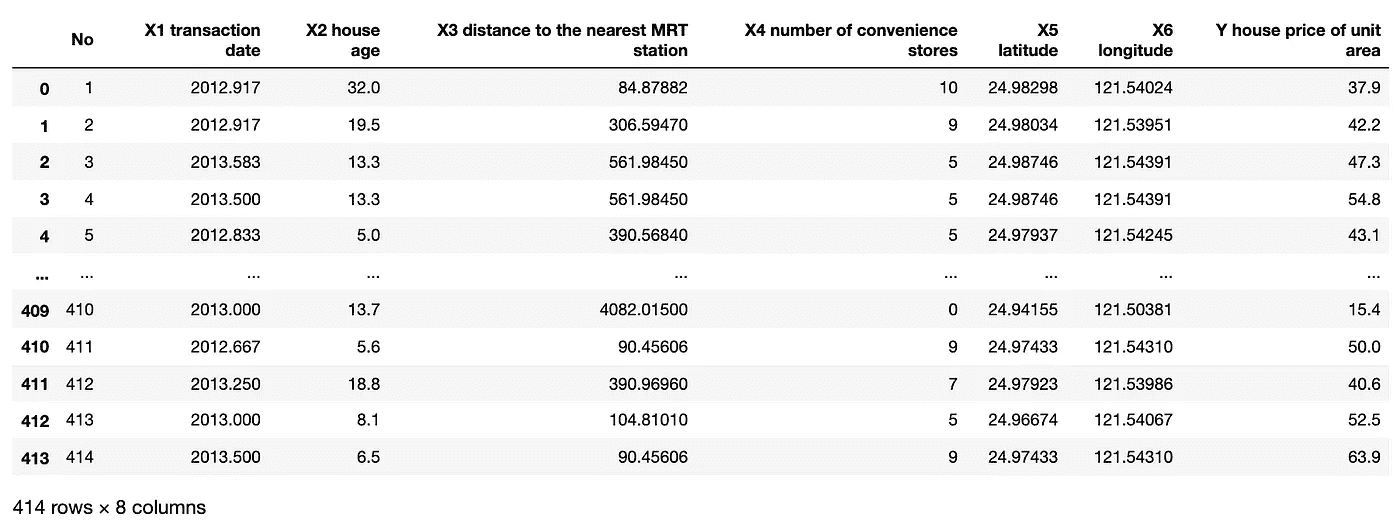 No X1 transaction date X2 house age X3 distance to the nearest MRT station X4 number of convenience stores X5 latitude X6 longitude Y house price of unit area
0 1 2012.917 32.0 84.87882 10 24.98298 121.54024 37.9
1 2 2012.917 19.5 306.59470 9 24.98034 121.53951 42.2
2 3 2013.583 13.3 561.98450 5 24.98746 121.54391 47.3
3 4 2013.500 13.3 561.98450 5 24.98746 121.54391 54.8
4 5 2012.833 5.0 390.56840 5 24.97937 121.54245 43.1
... ... ... ... ... ... ... ... ...
409 410 2013.000 13.7 4082.01500 0 24.94155 121.50381 15.4
410 411 2012.667 5.6 90.45606 9 24.97433 121.54310 50.0
411 412 2013.250 18.8 390.96960 7 24.97923 121.53986 40.6
412 413 2013.000 8.1 104.81010 5 24.96674 121.54067 52.5
413 414 2013.500 6.5 90.45606 9 24.97433 121.54310 63.9
414 rows × 8 columns